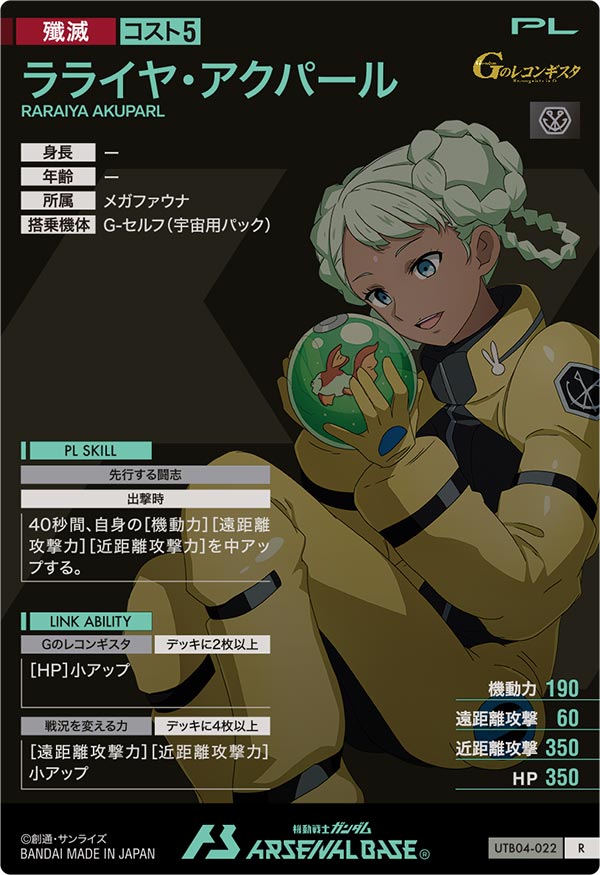 殲滅 コスト5 PL
ラライヤ・アクパール
RARAIYA AKUPARL
Gのレコンギスタ
身長 ー
年齢 ー
所属 メガファウナ
搭乗機体 G-セルフ(宇宙用パック)
PL SKILL
先行する闘志
出撃時
40秒間、自身の[機動力][遠距離
攻撃力][近距離攻撃力]を中アッ
プする。
LINK ABILITY
Gのレコンギスタ デッキに2枚以上
[HP]小アップ
戦況を変える力 デッキに4枚以上
[遠距離攻撃力][近距離攻撃力]
小アップ
機動力 190
遠距離攻撃 60
近距離攻撃 350
HP 350
©創通・サンライズ
BANDAI MADE IN JAPAN
機動戦士ガンダム
ARSENAL BASE®
UTB04-022 R